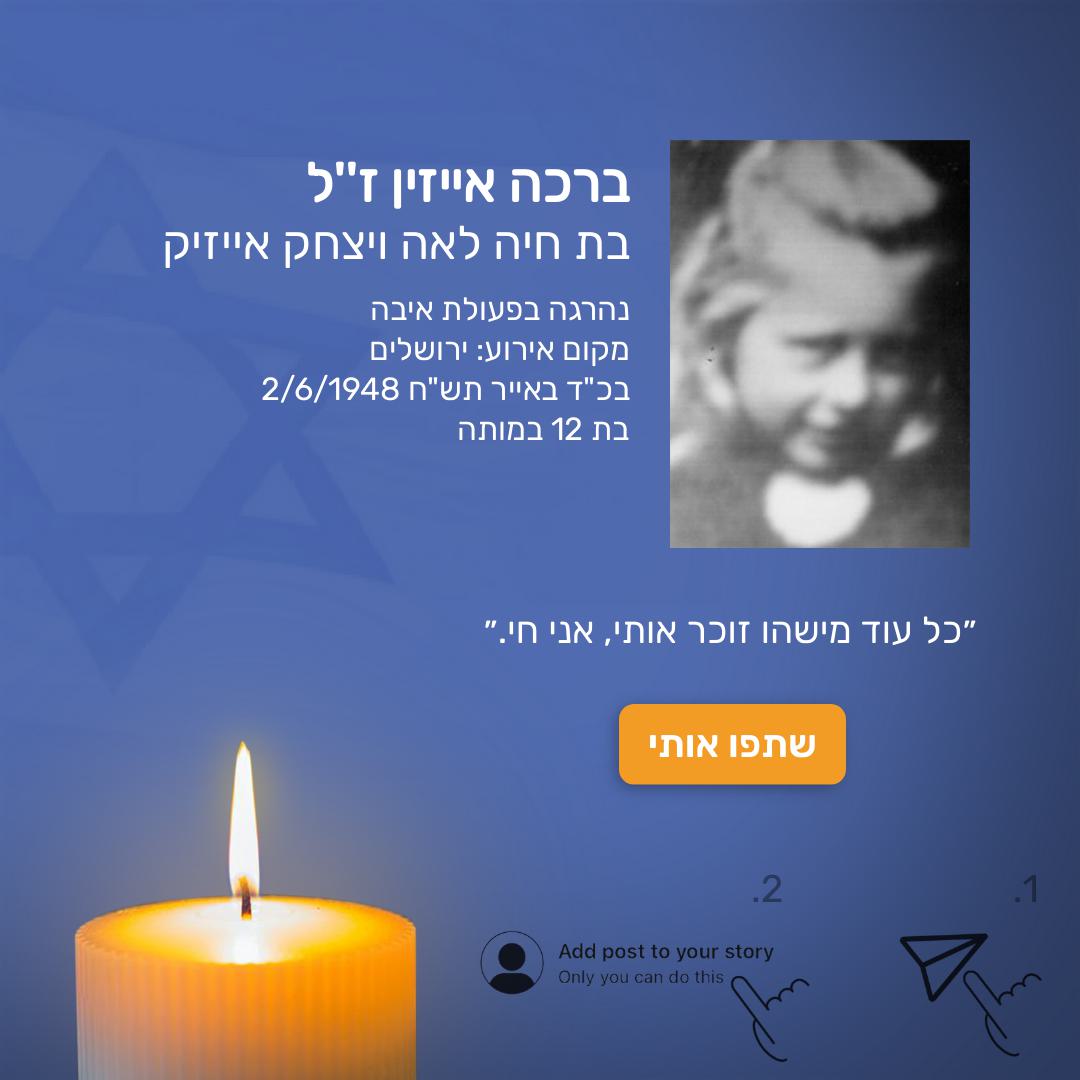 ברכה אייזין ז"ל
בת חיה לאה ויצחק אייזיק
נהרגה בפעולת איבה
מקום אירוע: ירושלים
בכ"ד באייר תש"ח 2/6/1948
בת 12 במותה
״כל עוד מישהו זוכר אותי, אני חי.״
שתפו אותי
.1
.2
Add post to your story
Only you can do this